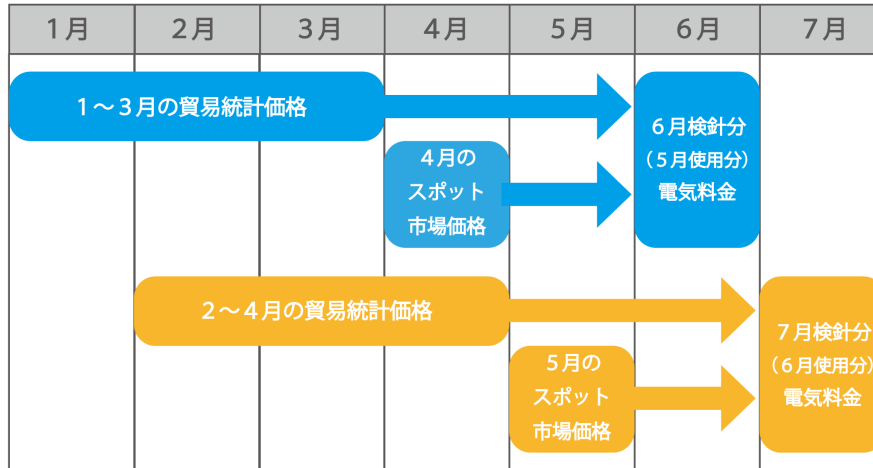 1月 2月 3月 4月 5月 6月 7月
1～3月の貿易統計価格
4月の
スポット
市場価格
6月検針分
（5月使用分）
電気料金
2～4月の貿易統計価格
5月の
スポット
市場価格
7月検針分
（6月使用分）
電気料金